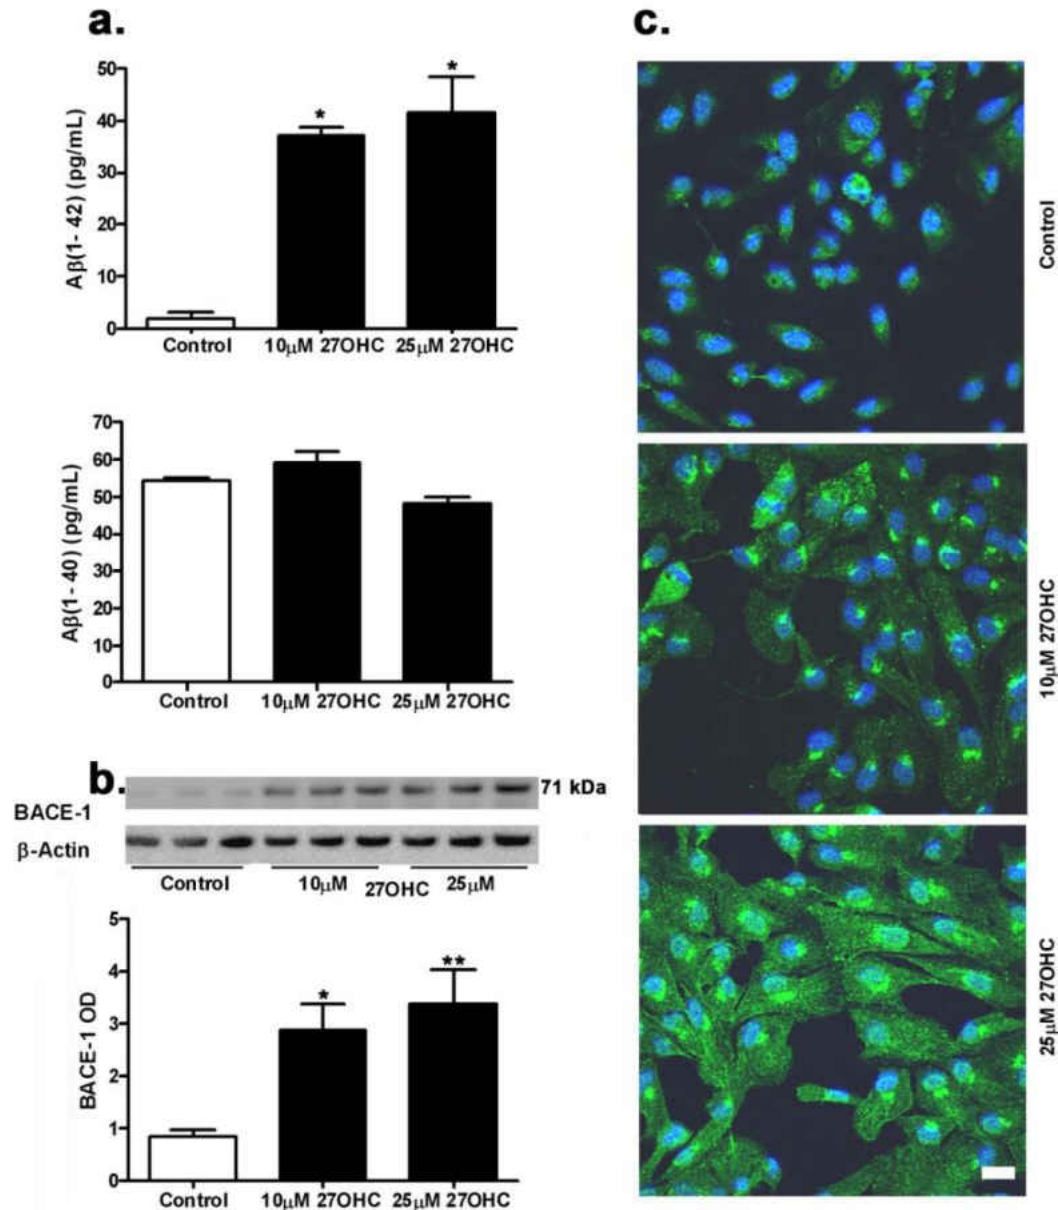 a.
50
40
30
20
10
0
Aβ(1- 42) (pg/mL)
*
*
Control
10μM 27OHC
25μM 27OHC
70
60
50
40
30
20
10
0
Aβ(1- 40) (pg/mL)
Control
10μM 27OHC
25μM 27OHC
b.
71 kDa
BACE-1
β-Actin
Control
10μM
27OHC
25μM
5
4
3
2
1
0
BACE-1 OD
*
**
Control
10μM 27OHC
25μM 27OHC
c.
Control
10μM 27OHC
25μM 27OHC